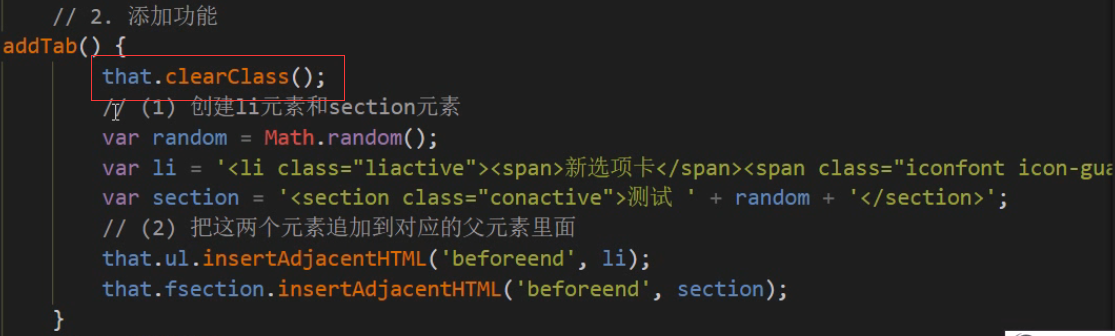 // 2. 添加功能
addTab() {
that.clearClass();
// (1) 创建li元素和section元素
var random = Math.random();
var li = '<li class="liactive"><span>新选项卡</span><span class="iconfont icon-gua
var section = '<section class="conactive">测试 ' + random + '</section>';
// (2) 把这两个元素追加到对应的父元素里面
that.ul.insertAdjacentHTML('beforeend', li);
that.fsection.insertAdjacentHTML('beforeend', section);
}